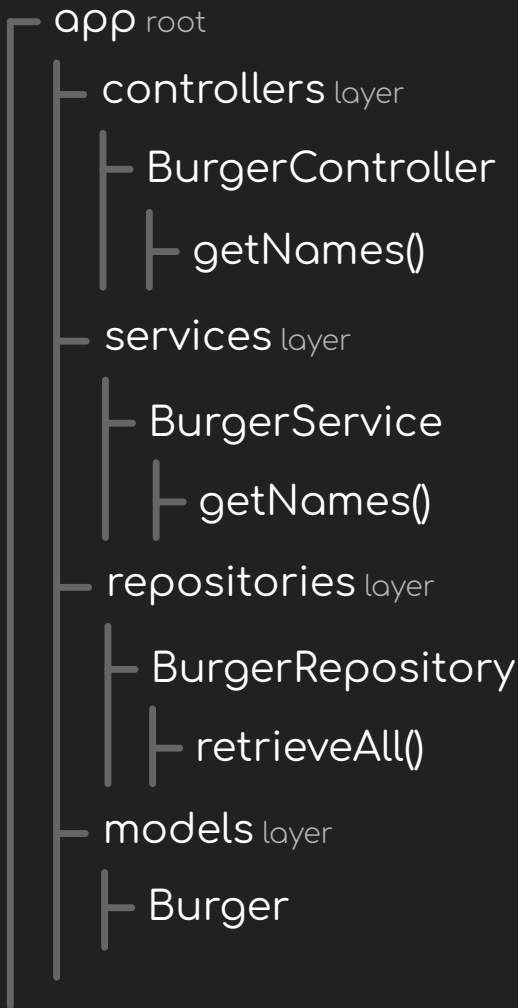 app root
controllers layer
BurgerController
getNames()
services layer
BurgerService
getNames()
repositories layer
BurgerRepository
retrieveAll()
models layer
Burger